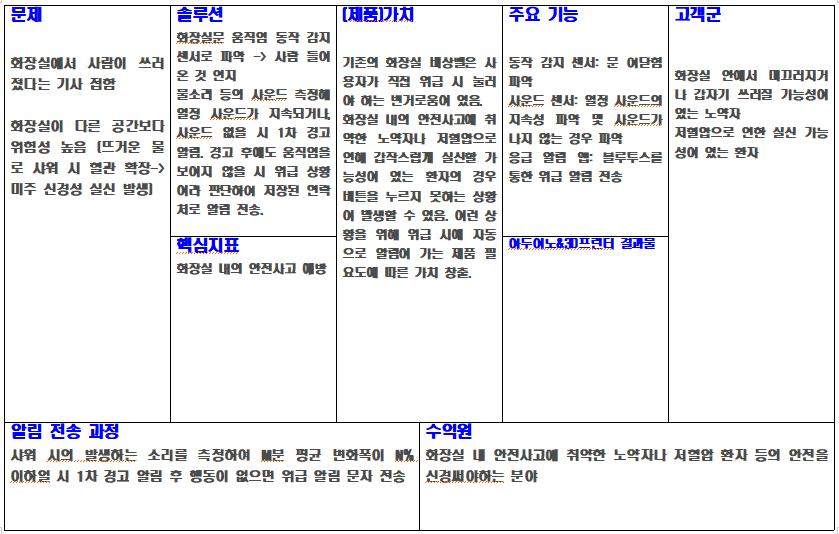 문제
화장실에서 사람이 쓰러
졌다는 기사 접함
화장실이 다른 공간보다
위험성 높음 (뜨거운 물
로 샤워 시 혈관 확장->
미주 신경성 실신 발생)
솔루션
화장실문 움직임 동작 감지
센서로 파악 -> 사람 들어
온 것 인지
물소리 등의 사운드 측정해
일정 사운드가 지속되거나,
사운드 없을 시 1차 경고
알림. 경고 후에도 움직임을
보이지 않을 시 위급 상황
이라 판단하여 저장된 연락
처로 알림 전송.
핵심지표
화장실 내의 안전사고 예방
(제품)가치
기존의 화장실 비상벨은 사
용자가 직접 위급 시 눌러
야 하는 번거로움이 있음.
화장실 내의 안전사고에 취
약한 노약자나 저혈압으로
인해 갑작스럽게 실신할 가
능성이 있는 환자의 경우
버튼을 누르지 못하는 상황
이 발생할 수 있음. 이런 상
황을 위해 위급 시에 자동
으로 알림이 가는 제품 필
요도에 따른 가치 창출.
주요 기능
동작 감지 센서: 문 여닫힘
파악
사운드 센서: 일정 사운드의
지속성 파악 및 사운드가
나지 않는 경우 파악
응급 알림 앱: 블루투스를
통한 위급 알림 전송
아두이노&3D프린터 결과물
고객군
화장실 안에서 미끄러지거
나 갑자기 쓰러질 가능성이
있는 노약자
저혈압으로 인한 실신 가능
성이 있는 환자
알림 전송 과정
샤워 시의 발생하는 소리를 측정하여 M분 평균 변화폭이 N%
이하일 시 1차 경고 알림 후 행동이 없으면 위급 알림 문자 전송
수익원
화장실 내 안전사고에 취약한 노약자나 저혈압 환자 등의 안전을
신경써야하는 분야